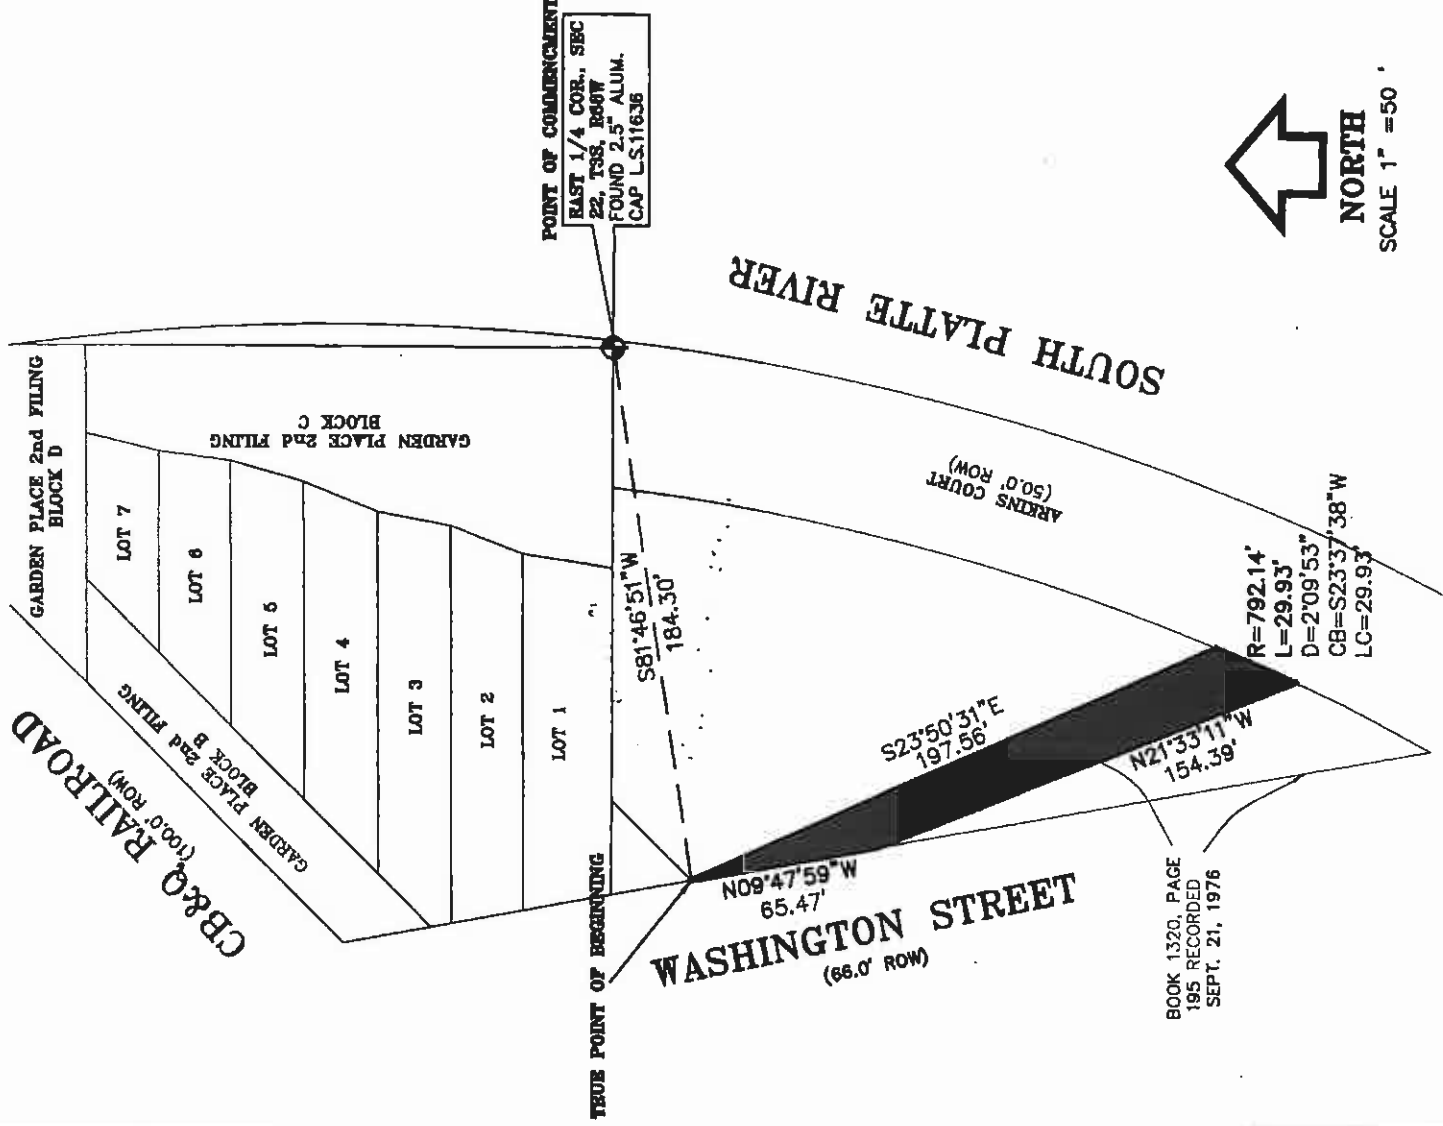 POINT OF COMMENCMENT
EAST 1/4 COR., SEC
22, T3S, R68W
FOUND 2.5" ALUM.
CAP L.S.11636
GARDEN PLACE 2nd FILING
BLOCK D
LOT 7
LOT 6
LOT 5
LOT 4
LOT 3
LOT 2
LOT 1
GARDEN PLACE 2nd FILING
BLOCK C
GARDEN PLACE 2nd FILING
BLOCK B
CB&Q RAILROAD
(100.0' ROW)
SOUTH PLATTE RIVER
ARKINS COURT
(50.0' ROW)
S81°46'51"W
184.30'
S23°50'31"E
197.56'
N21°33'11"W
154.39'
N09°47'59"W
65.47'
R=792.14'
L=29.93'
D=2°09'53"
CB=S23°37'38"W
LC=29.93'
TRUE POINT OF BEGINNING
WASHINGTON STREET
(66.0' ROW)
BOOK 1320, PAGE
195 RECORDED
SEPT. 21, 1976
NORTH
SCALE 1" =50 '